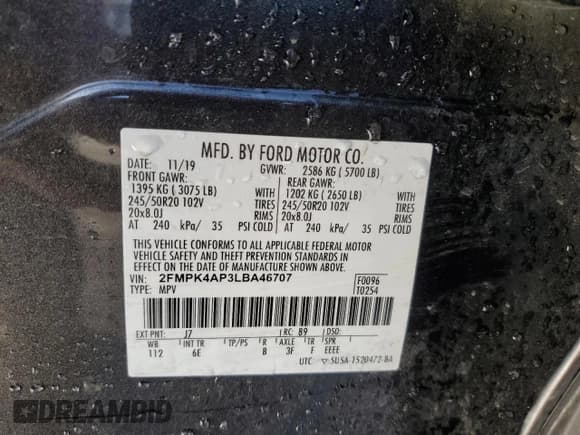 MFD. BY FORD MOTOR CO.
DATE: 11/19 GVWR: 2586 KG ( 5700 LB)
FRONT GAWR: REAR GAWR:
1395 KG ( 3075 LB) WITH 1202 KG ( 2650 LB) WITH
245/50R20 102V TIRES 245/50R20 102V TIRES
20x8.0J RIMS 20x8.0J RIMS
AT 240 kPa/ 35 PSI COLD AT 240 kPa/ 35 PSI COLD
THIS VEHICLE CONFORMS TO ALL APPLICABLE FEDERAL MOTOR
VEHICLE SAFETY AND THEFT PREVENTION STANDARDS IN EFFECT ON
THE DATE OF MANUFACTURE SHOWN ABOVE.
VIN: 2FMPK4AP3LBA46707 F0096
TYPE: MPV T0254
EXT PNT: J7 RC: 89 DSO:
WB INT TR TP/PS R AXLE TR SPR
112 6E 8 3F F EEEE
UTC ▽ 5USA-1520472-BA
DREAMBID